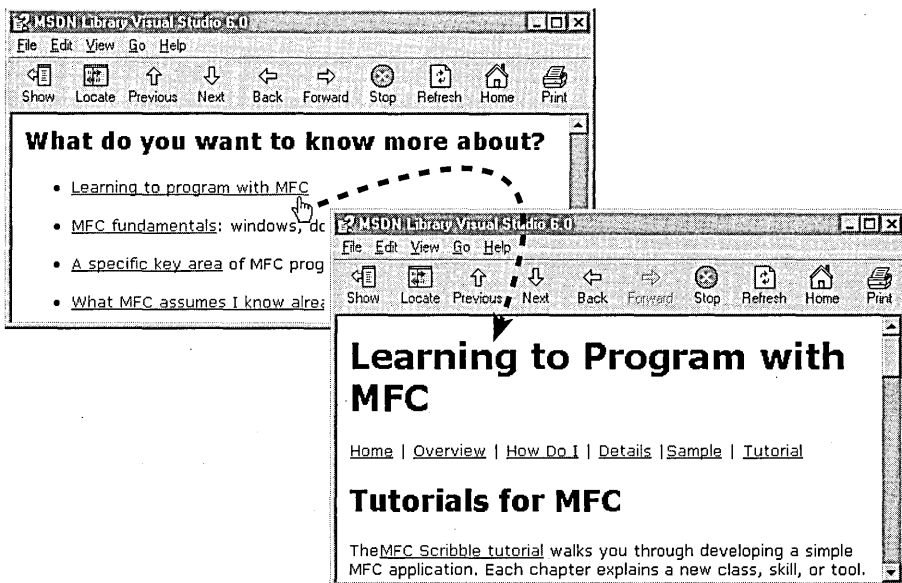 MSDN Library Visual Studio 6.0
File Edit View Go Help
Show Locate Previous Next Back Forward Stop Refresh Home Print
What do you want to know more about?
• Learning to program with MFC
• MFC fundamentals: windows, dc
• A specific key area of MFC prog
• What MFC assumes I know alrea
MSDN Library Visual Studio 6.0
File Edit View Go Help
Show Locate Previous Next Back Forward Stop Refresh Home Print
Learning to Program with
MFC
Home | Overview | How Do I | Details |Sample | Tutorial
Tutorials for MFC
TheMFC Scribble tutorial walks you through developing a simple
MFC application. Each chapter explains a new class, skill, or tool.